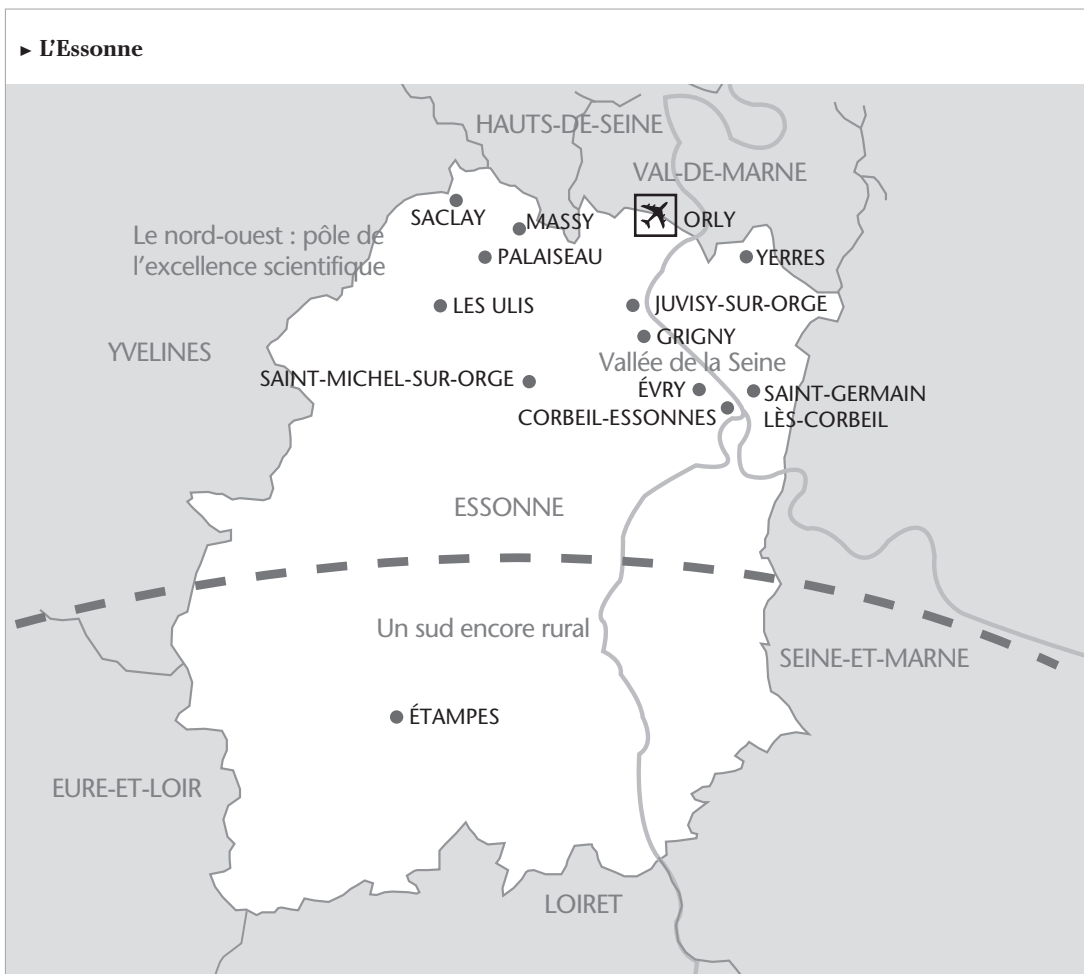 ▸ L'Essonne
HAUTS-DE-SEINE
VAL-DE-MARNE
SACLAY
MASSY
ORLY
Le nord-ouest : pôle de
l'excellence scientifique
PALAISEAU
YERRES
LES ULIS
JUVISY-SUR-ORGE
GRIGNY
YVELINES
Vallée de la Seine
SAINT-MICHEL-SUR-ORGE
ÉVRY
SAINT-GERMAIN
LÈS-CORBEIL
CORBEIL-ESSONNES
ESSONNE
Un sud encore rural
SEINE-ET-MARNE
ÉTAMPES
EURE-ET-LOIR
LOIRET